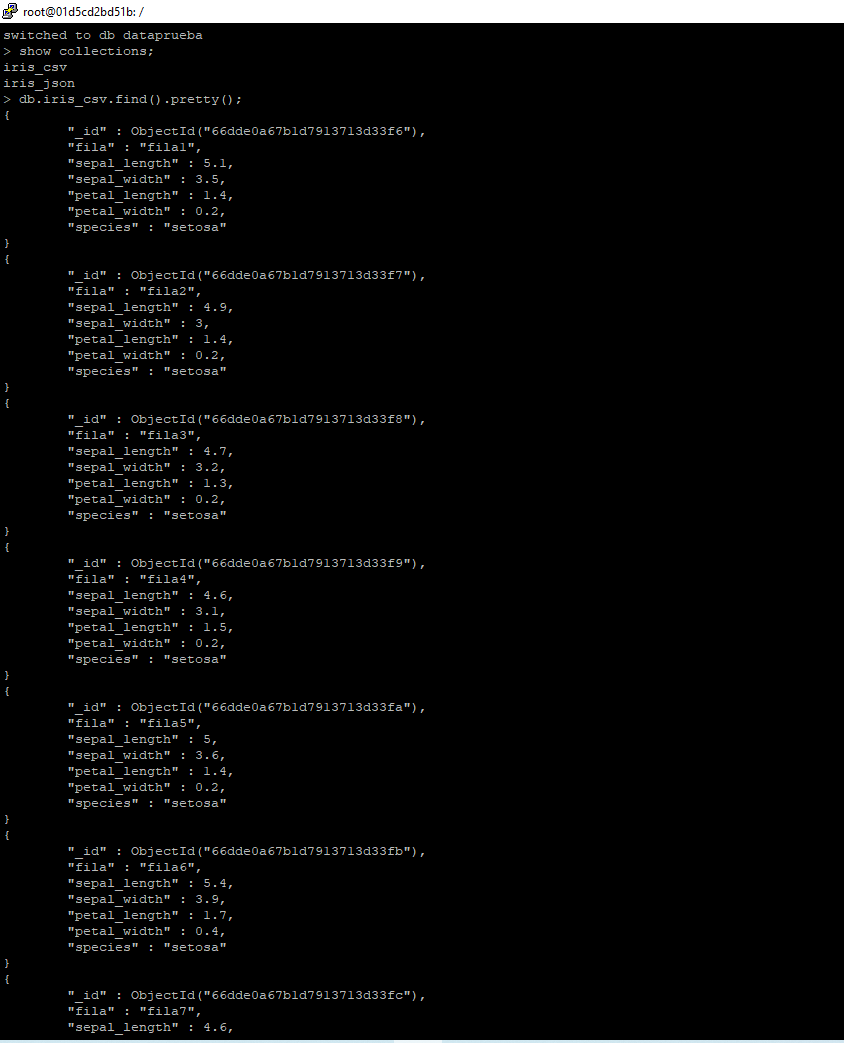 root@01d5cd2bd51b: /
switched to db dataprueba
> show collections;
iris_csv
iris_json
> db.iris_csv.find().pretty();
{
        "_id" : ObjectId("66dde0a67b1d7913713d33f6"),
        "fila" : "fila1",
        "sepal_length" : 5.1,
        "sepal_width" : 3.5,
        "petal_length" : 1.4,
        "petal_width" : 0.2,
        "species" : "setosa"
}
{
        "_id" : ObjectId("66dde0a67b1d7913713d33f7"),
        "fila" : "fila2",
        "sepal_length" : 4.9,
        "sepal_width" : 3,
        "petal_length" : 1.4,
        "petal_width" : 0.2,
        "species" : "setosa"
}
{
        "_id" : ObjectId("66dde0a67b1d7913713d33f8"),
        "fila" : "fila3",
        "sepal_length" : 4.7,
        "sepal_width" : 3.2,
        "petal_length" : 1.3,
        "petal_width" : 0.2,
        "species" : "setosa"
}
{
        "_id" : ObjectId("66dde0a67b1d7913713d33f9"),
        "fila" : "fila4",
        "sepal_length" : 4.6,
        "sepal_width" : 3.1,
        "petal_length" : 1.5,
        "petal_width" : 0.2,
        "species" : "setosa"
}
{
        "_id" : ObjectId("66dde0a67b1d7913713d33fa"),
        "fila" : "fila5",
        "sepal_length" : 5,
        "sepal_width" : 3.6,
        "petal_length" : 1.4,
        "petal_width" : 0.2,
        "species" : "setosa"
}
{
        "_id" : ObjectId("66dde0a67b1d7913713d33fb"),
        "fila" : "fila6",
        "sepal_length" : 5.4,
        "sepal_width" : 3.9,
        "petal_length" : 1.7,
        "petal_width" : 0.4,
        "species" : "setosa"
}
{
        "_id" : ObjectId("66dde0a67b1d7913713d33fc"),
        "fila" : "fila7",
        "sepal_length" : 4.6,